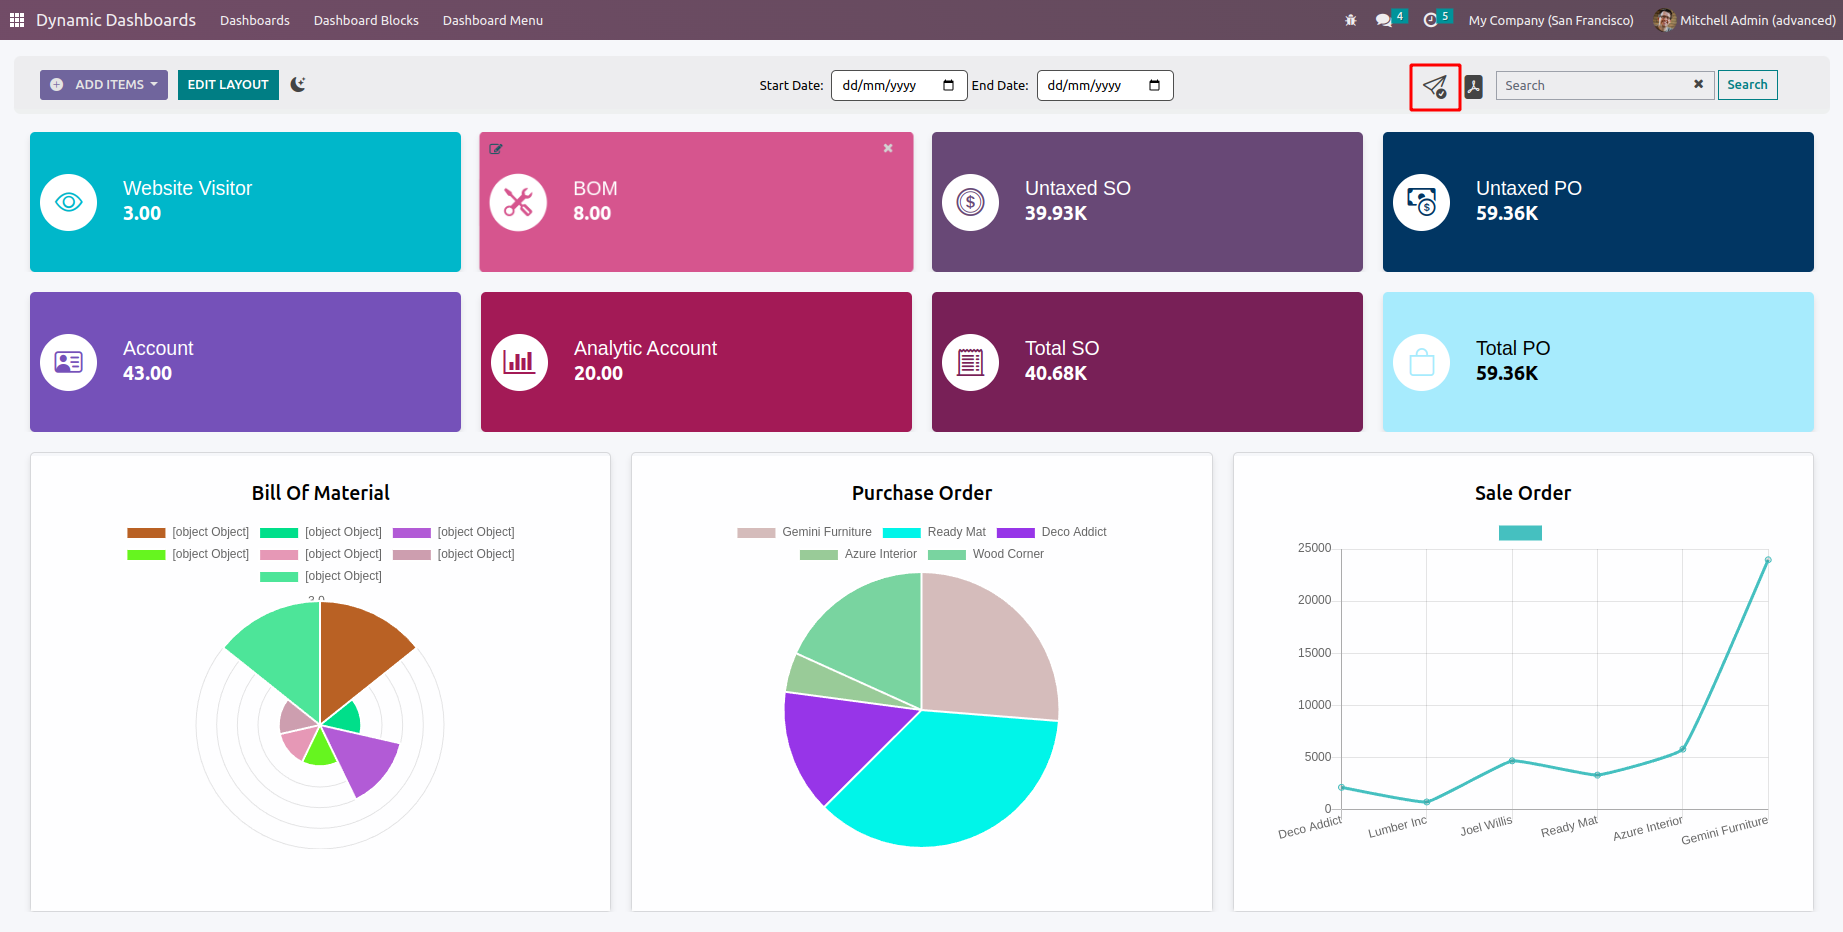 Dynamic Dashboards Dashboards Dashboard Blocks Dashboard Menu 4 5 My Company (San Francisco) Mitchell Admin (advanced)
ADD ITEMS EDIT LAYOUT Start Date: dd/mm/yyyy End Date: dd/mm/yyyy Search Search
Website Visitor
3.00
BOM
8.00
Untaxed SO
39.93K
Untaxed PO
59.36K
Account
43.00
Analytic Account
20.00
Total SO
40.68K
Total PO
59.36K
Bill Of Material
[object Object] [object Object] [object Object]
[object Object] [object Object] [object Object]
[object Object]
3.0
Purchase Order
Gemini Furniture Ready Mat Deco Addict
Azure Interior Wood Corner
Sale Order
25000
20000
15000
10000
5000
0
Deco Addict Lumber Inc Joel Willis Ready Mat Azure Interior Gemini Furniture